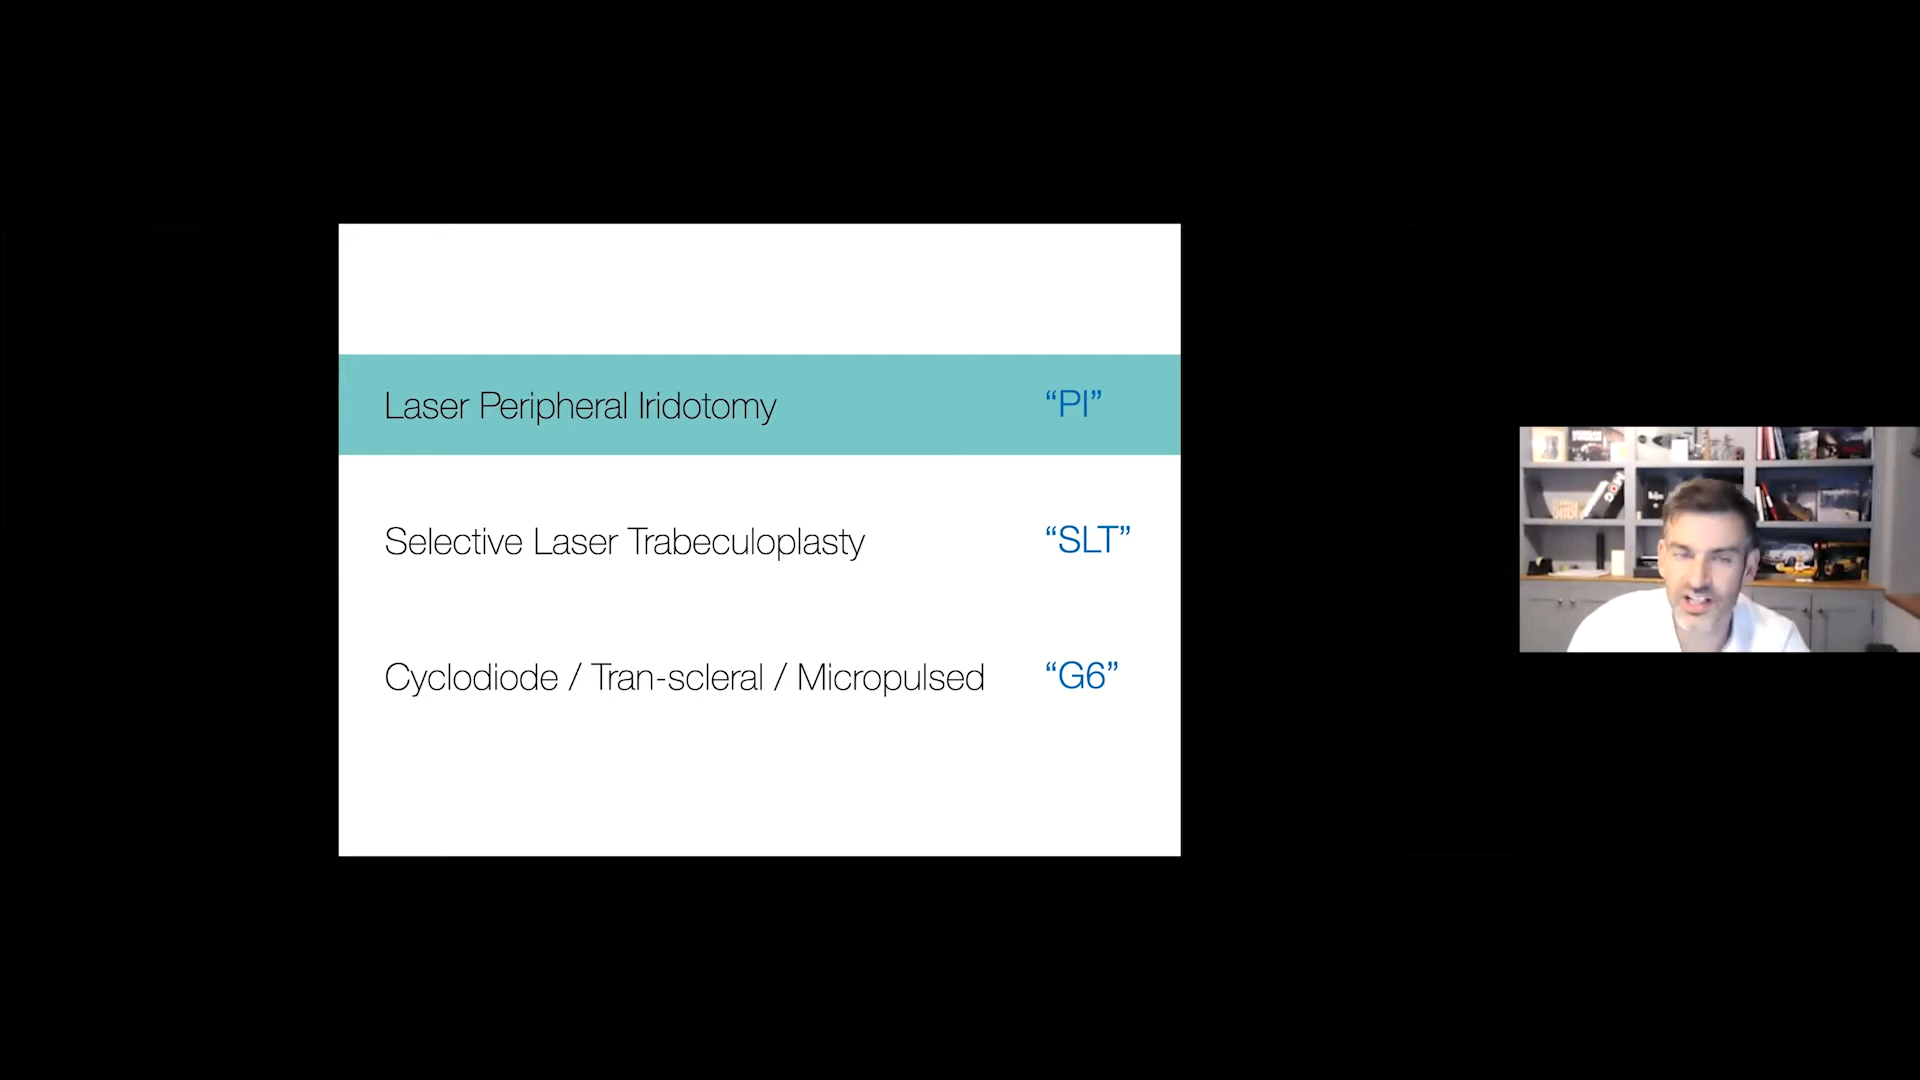 Laser Peripheral Iridotomy “PI”
Selective Laser Trabeculoplasty “SLT”
Cyclodiode / Tran-scleral / Micropulsed “G6”